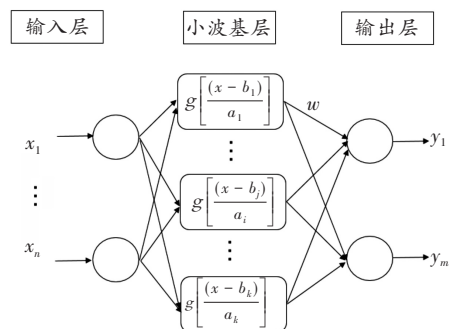 输入层 小波基层 输出层
g[(x - b₁)/a₁]
w
x₁
y₁
⋮
g[(x - bⱼ)/aᵢ]
⋮
xₙ
yₘ
⋮
g[(x - bₖ)/aₖ]